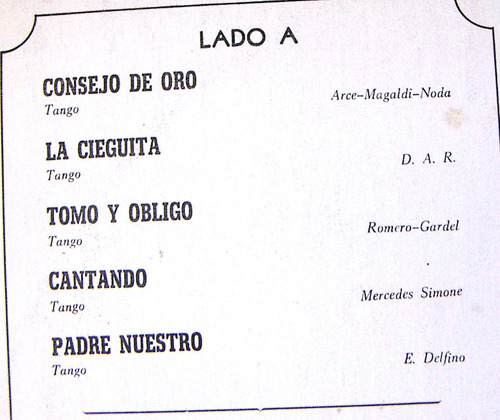 LADO A
CONSEJO DE ORO
Tango
Arce-Magaldi-Noda
LA CIEGUITA
Tango
D. A. R.
TOMO Y OBLIGO
Tango
Romero-Gardel
CANTANDO
Tango
Mercedes Simone
PADRE NUESTRO
Tango
E. Delfino